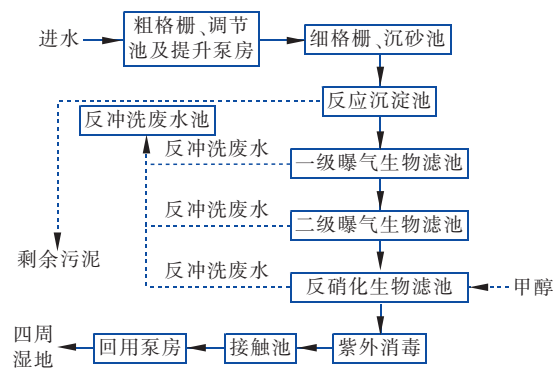 进水
粗格栅、调节
池及提升泵房
细格栅、沉砂池
反应沉淀池
反冲洗废水池
反冲洗废水
一级曝气生物滤池
反冲洗废水
二级曝气生物滤池
剩余污泥
反冲洗废水
反硝化生物滤池
甲醇
四周
湿地
回用泵房
接触池
紫外消毒